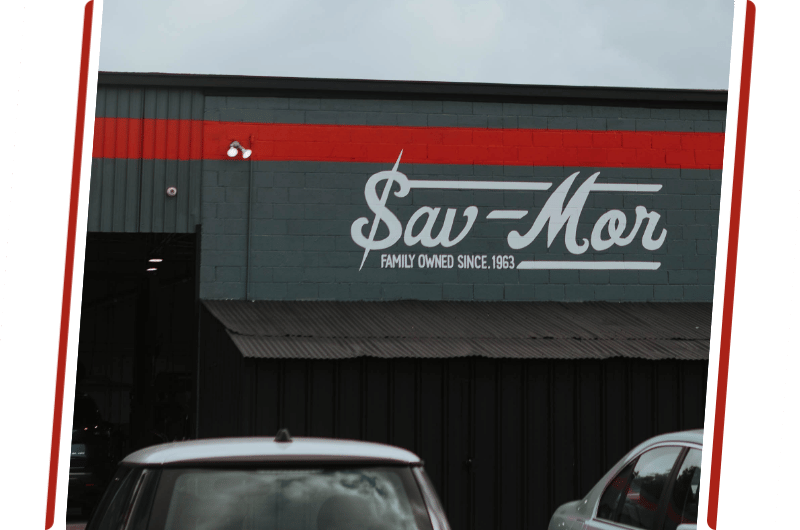 $av-Mor
FAMILY OWNED SINCE.1963